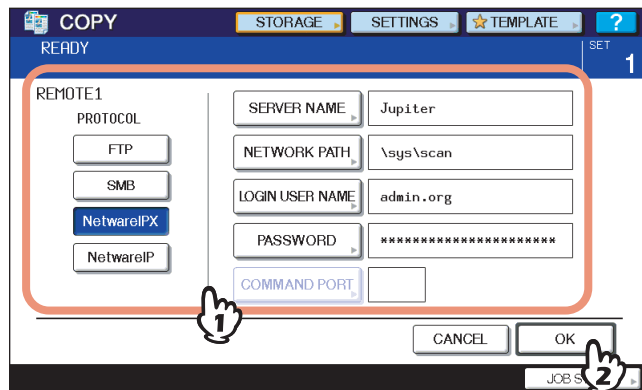 COPY STORAGE SETTINGS TEMPLATE ?
READY SET
1
REMOTE1
PROTOCOL
FTP
SMB
NetwareIPX
NetwareIP
SERVER NAME Jupiter
NETWORK PATH \sys\scan
LOGIN USER NAME admin.org
PASSWORD **********************
COMMAND PORT
1
CANCEL OK
JOB S
2